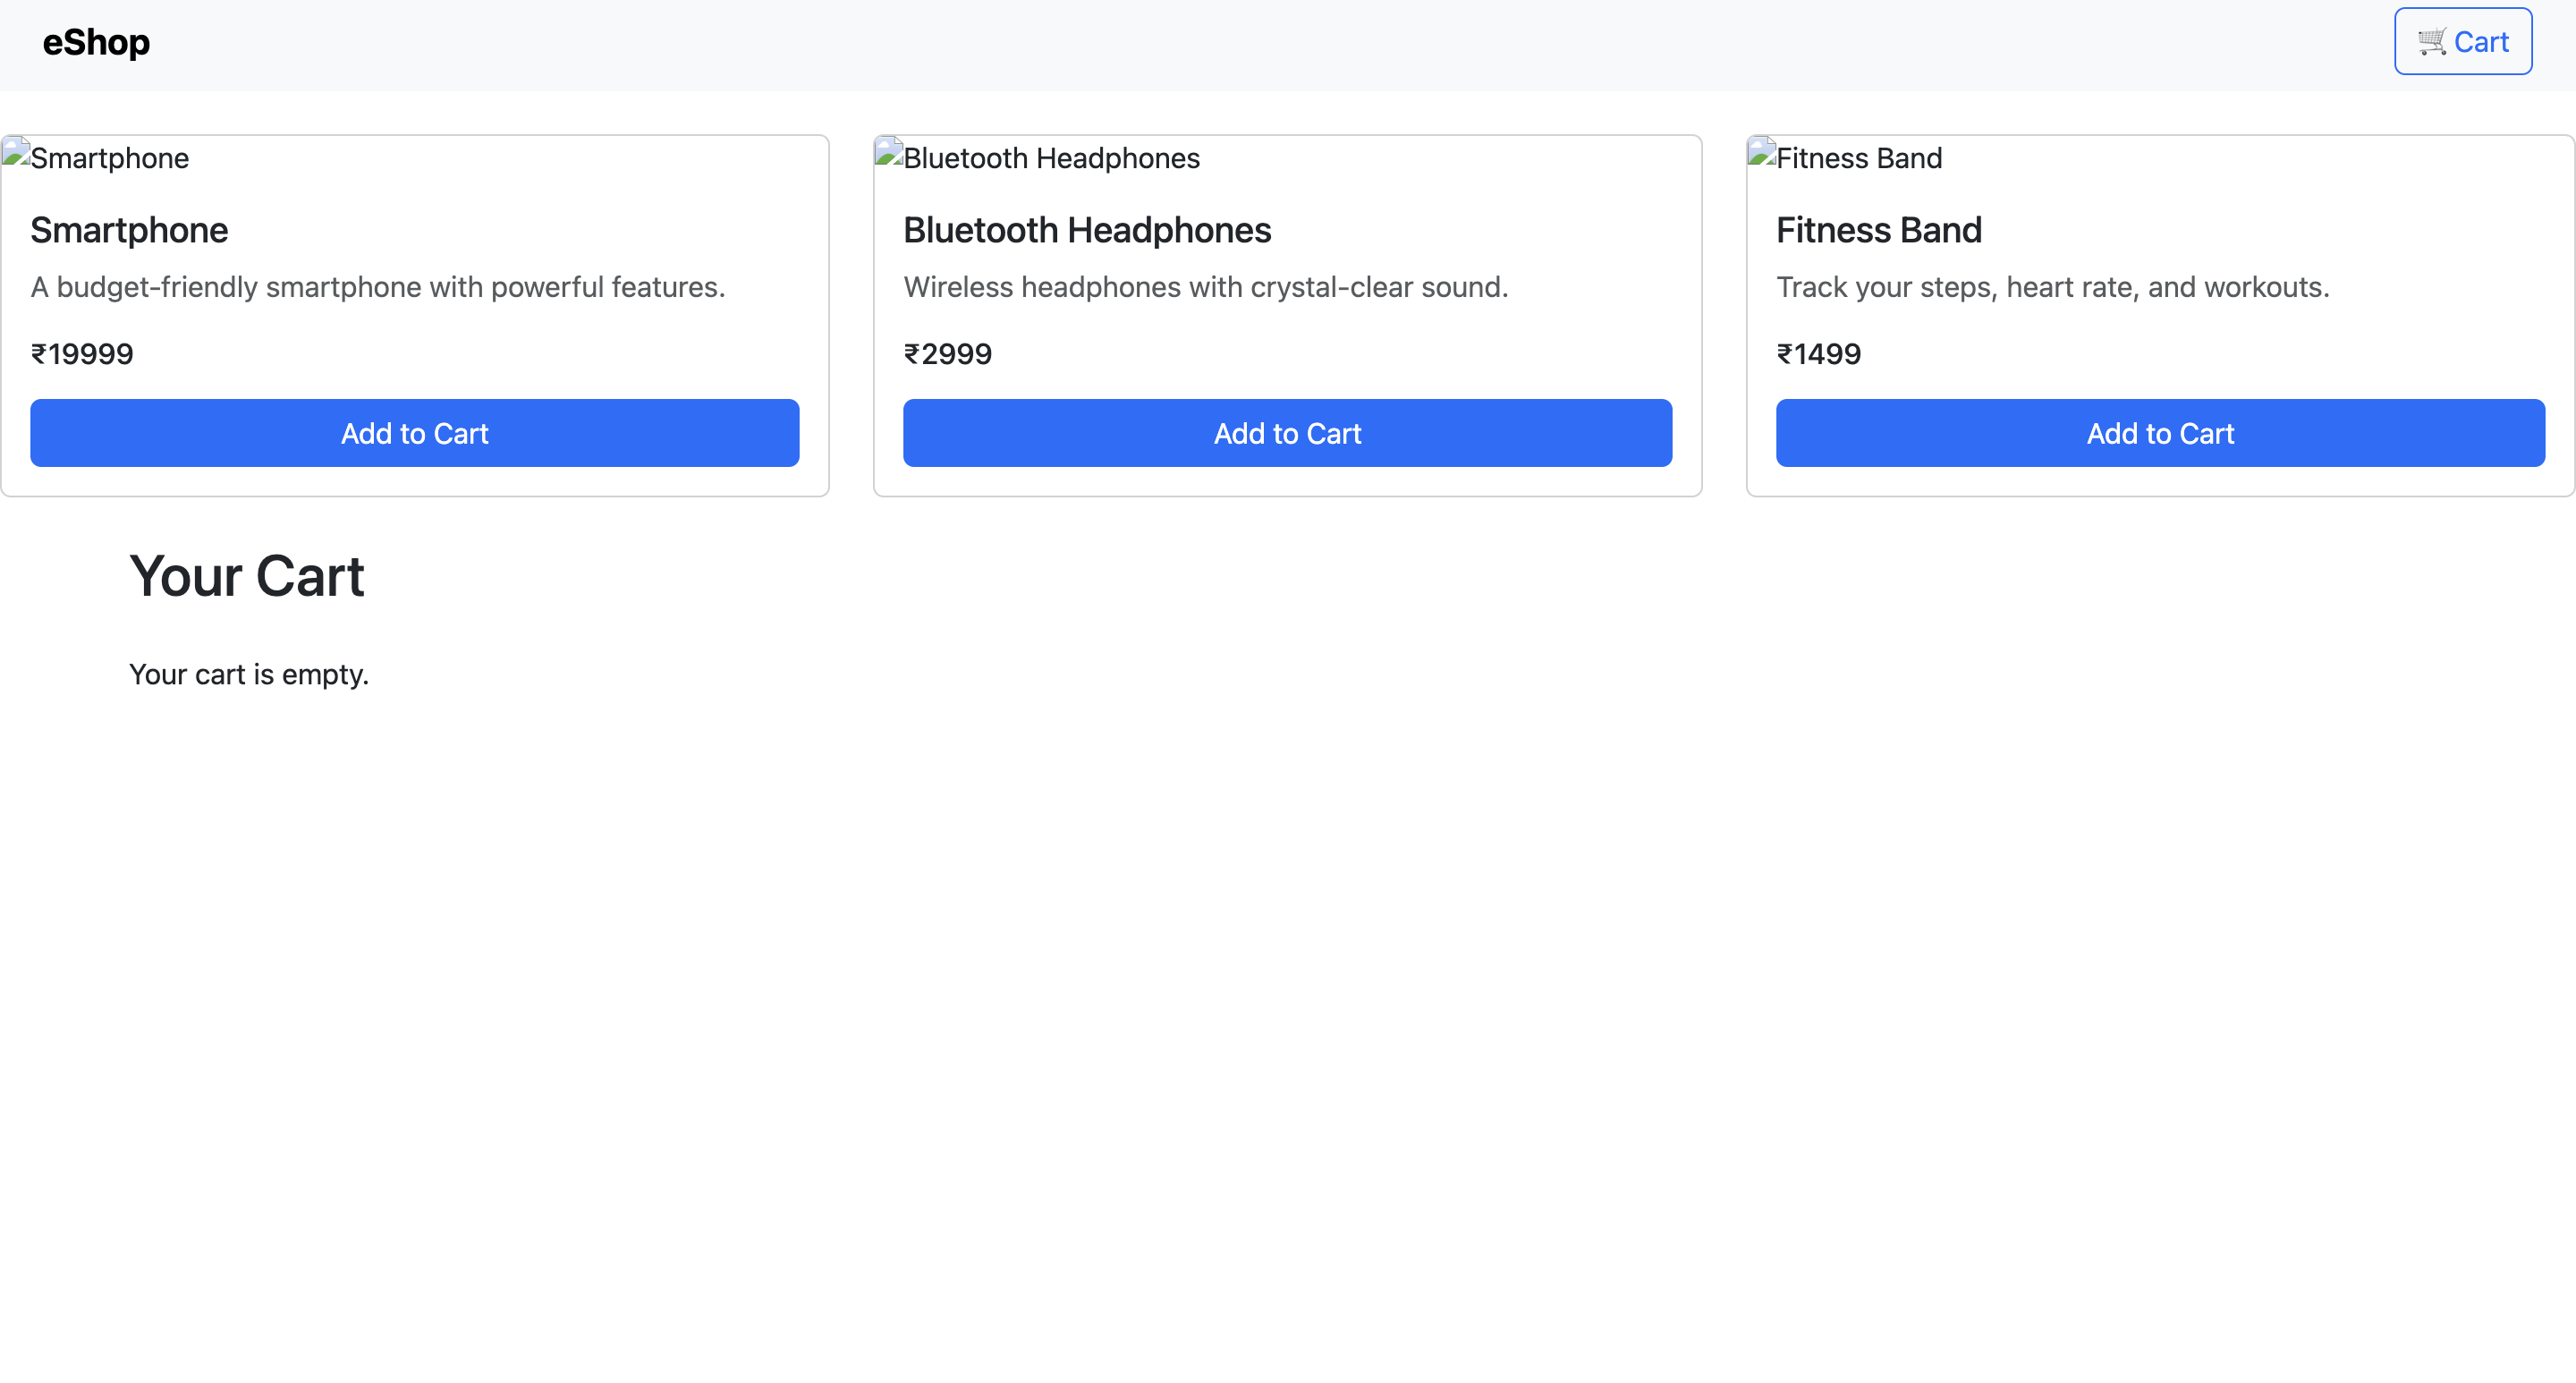 eShop
🛒 Cart
Smartphone
Smartphone
A budget-friendly smartphone with powerful features.
₹19999
Add to Cart
Bluetooth Headphones
Bluetooth Headphones
Wireless headphones with crystal-clear sound.
₹2999
Add to Cart
Fitness Band
Fitness Band
Track your steps, heart rate, and workouts.
₹1499
Add to Cart
Your Cart
Your cart is empty.